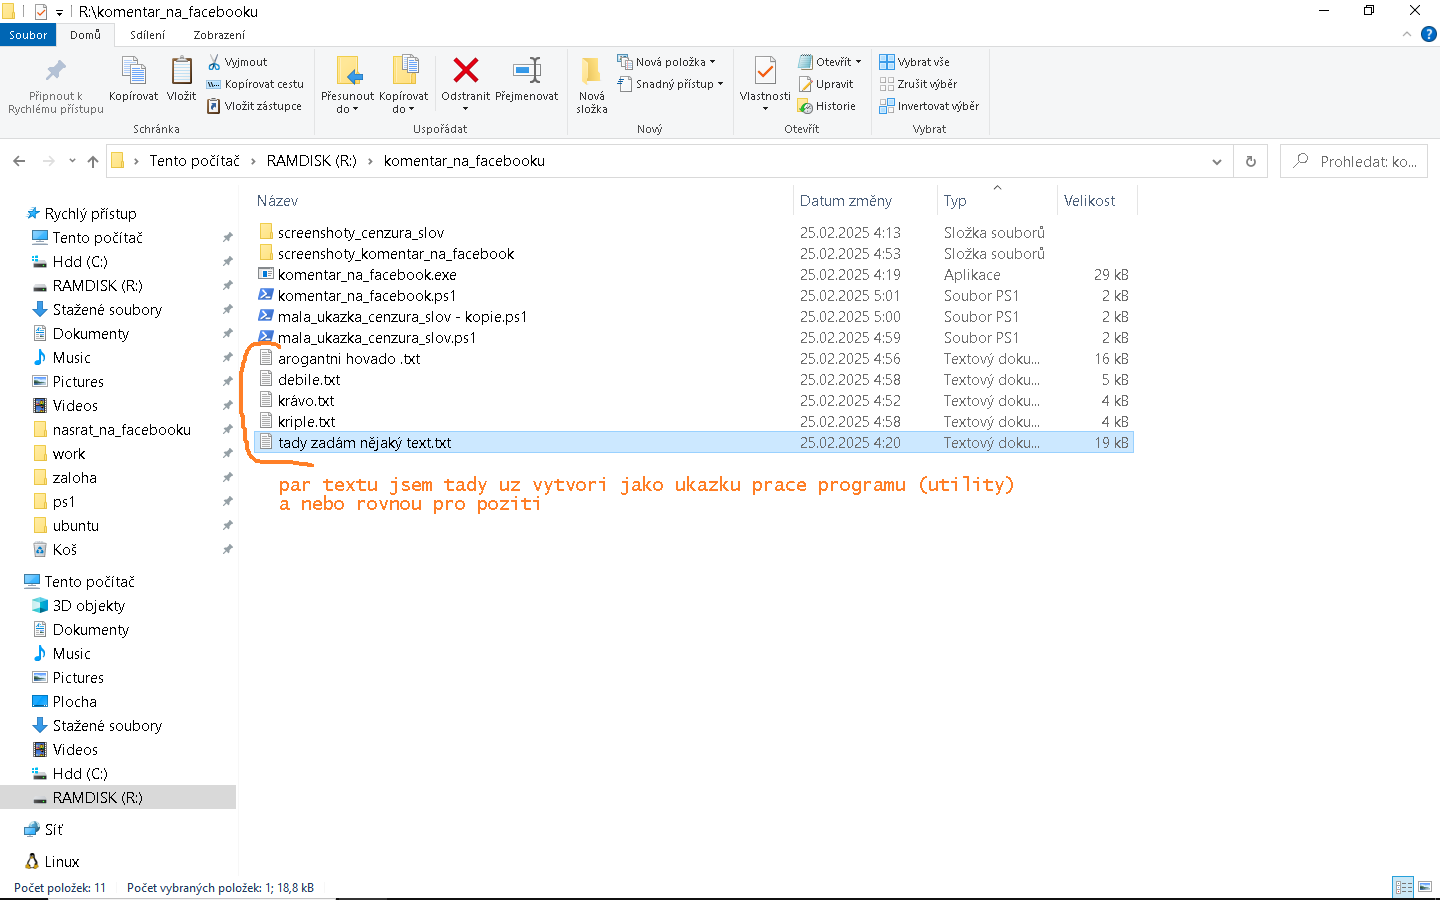 R:\komentar_na_facebooku
Soubor Domů Sdílení Zobrazení
Připnout k Rychlému přístupu
Kopírovat
Vložit
Vyjmout
Kopírovat cestu
Vložit zástupce
Schránka
Přesunout do
Kopírovat do
Odstranit
Přejmenovat
Uspořádat
Nová složka
Nová položka
Snadný přístup
Nový
Vlastnosti
Otevřít
Upravit
Historie
Otevřít
Vybrat vše
Zrušit výběr
Invertovat výběr
Vybrat
Tento počítač › RAMDISK (R:) › komentar_na_facebooku
Prohledat: ko...
Rychlý přístup
Tento počítač
Hdd (C:)
RAMDISK (R:)
Stažené soubory
Dokumenty
Music
Pictures
Videos
nasrat_na_facebooku
work
zaloha
ps1
ubuntu
Koš
Tento počítač
3D objekty
Dokumenty
Music
Pictures
Plocha
Stažené soubory
Videos
Hdd (C:)
RAMDISK (R:)
Síť
Linux
Název Datum změny Typ Velikost
screenshoty_cenzura_slov 25.02.2025 4:13 Složka souborů
screenshoty_komentar_na_facebook 25.02.2025 4:53 Složka souborů
komentar_na_facebook.exe 25.02.2025 4:19 Aplikace 29 kB
komentar_na_facebook.ps1 25.02.2025 5:01 Soubor PS1 2 kB
mala_ukazka_cenzura_slov - kopie.ps1 25.02.2025 5:00 Soubor PS1 2 kB
mala_ukazka_cenzura_slov.ps1 25.02.2025 4:59 Soubor PS1 2 kB
arogantni hovado .txt 25.02.2025 4:56 Textový doku... 16 kB
debile.txt 25.02.2025 4:58 Textový doku... 5 kB
krávo.txt 25.02.2025 4:52 Textový doku... 4 kB
kriple.txt 25.02.2025 4:58 Textový doku... 4 kB
tady zadám nějaký text.txt 25.02.2025 4:20 Textový doku... 19 kB
par textu jsem tady uz vytvori jako ukazku prace programu (utility)
a nebo rovnou pro poziti
Počet položek: 11 Počet vybraných položek: 1; 18,8 kB